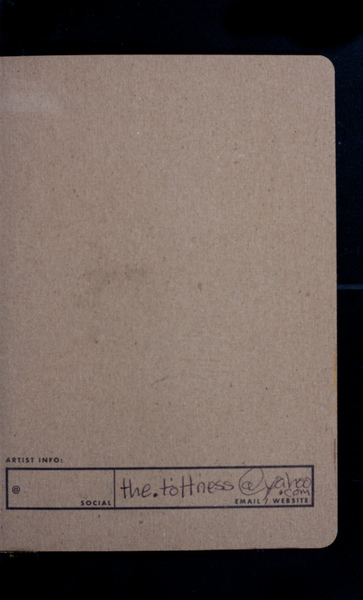 ARTIST INFO:
@ the.tottness@yahoo
.com
SOCIAL EMAIL / WEBSITE